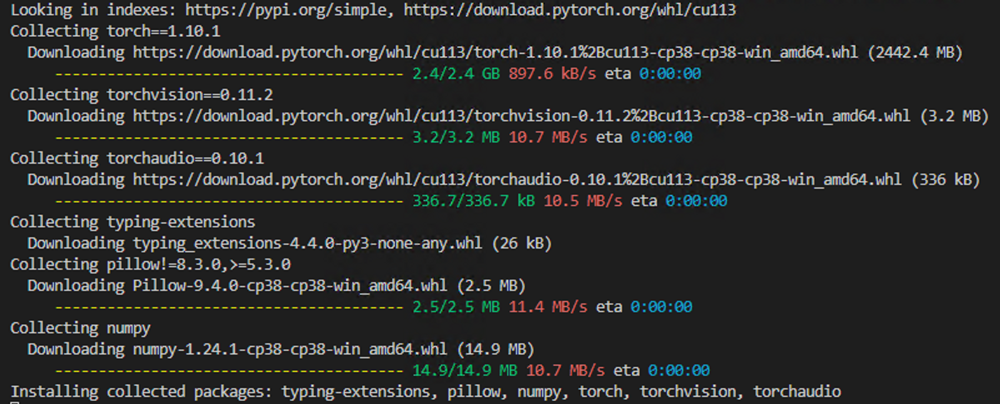 Looking in indexes: https://pypi.org/simple, https://download.pytorch.org/whl/cu113
Collecting torch==1.10.1
  Downloading https://download.pytorch.org/whl/cu113/torch-1.10.1%2Bcu113-cp38-cp38-win_amd64.whl (2442.4 MB)
     ---------------------------------------- 2.4/2.4 GB 897.6 kB/s eta 0:00:00
Collecting torchvision==0.11.2
  Downloading https://download.pytorch.org/whl/cu113/torchvision-0.11.2%2Bcu113-cp38-cp38-win_amd64.whl (3.2 MB)
     ---------------------------------------- 3.2/3.2 MB 10.7 MB/s eta 0:00:00
Collecting torchaudio==0.10.1
  Downloading https://download.pytorch.org/whl/cu113/torchaudio-0.10.1%2Bcu113-cp38-cp38-win_amd64.whl (336 kB)
     ---------------------------------------- 336.7/336.7 kB 10.5 MB/s eta 0:00:00
Collecting typing-extensions
  Downloading typing_extensions-4.4.0-py3-none-any.whl (26 kB)
Collecting pillow!=8.3.0,>=5.3.0
  Downloading Pillow-9.4.0-cp38-cp38-win_amd64.whl (2.5 MB)
     ---------------------------------------- 2.5/2.5 MB 11.4 MB/s eta 0:00:00
Collecting numpy
  Downloading numpy-1.24.1-cp38-cp38-win_amd64.whl (14.9 MB)
     ---------------------------------------- 14.9/14.9 MB 10.7 MB/s eta 0:00:00
Installing collected packages: typing-extensions, pillow, numpy, torch, torchvision, torchaudio